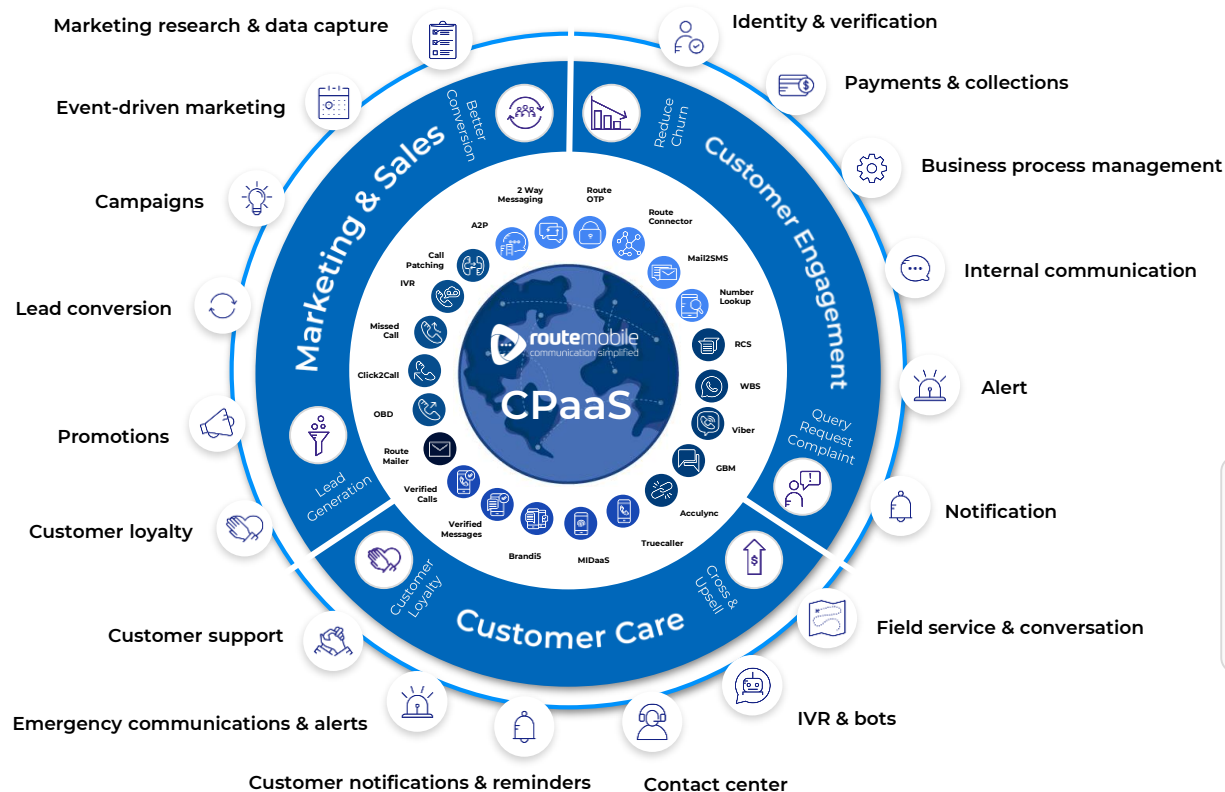 Marketing research & data capture
Identity & verification
Event-driven marketing
Payments & collections
Campaigns
Business process management
Lead conversion
Internal communication
Promotions
Alert
Customer loyalty
Notification
Customer support
Field service & conversation
Emergency communications & alerts
IVR & bots
Customer notifications & reminders
Contact center
Marketing & Sales
Better
Conversion
Lead
Generation
Customer Engagement
Reduce
Churn
Query
Request
Complaint
Customer Care
Customer
Loyalty
Cross &
Upsell
2 Way
Messaging
Route
OTP
Route
Connector
Mail2SMS
Number
Lookup
RCS
WBS
Viber
GBM
Acculync
Truecaller
MIDaaS
Brandi5
Verified
Messages
Verified
Calls
Route
Mailer
OBD
Click2Call
Missed
Call
IVR
Call
Patching
A2P
routemobile
communication simplified
CPaaS